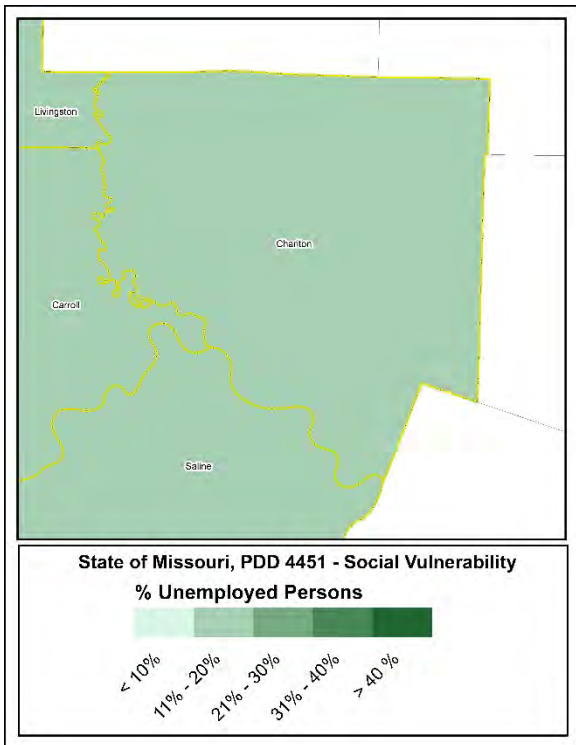 Livingston
Chariton
Carroll
Saline
State of Missouri, PDD 4451 - Social Vulnerability
% Unemployed Persons
< 10%
11% - 20%
21% - 30%
31% - 40%
> 40 %